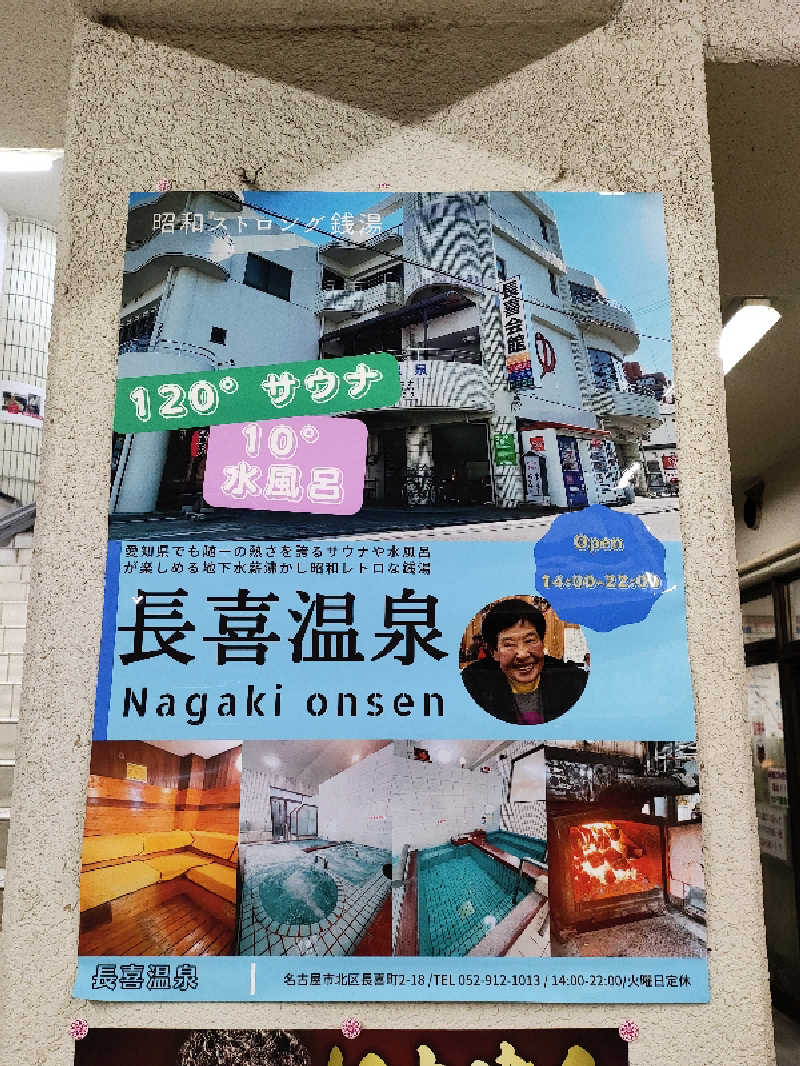 昭和ストロング銭湯
長喜会館
泉
120° サウナ
10°
水風呂
Open
14:00-22:00
愛知県でも随一の熱さを誇るサウナや水風呂
が楽しめる地下水薪沸かし昭和レトロな銭湯
長喜温泉
Nagaki onsen
長喜温泉
名古屋市北区長喜町2-18 /TEL 052-912-1013 / 14:00-22:00/火曜日定休